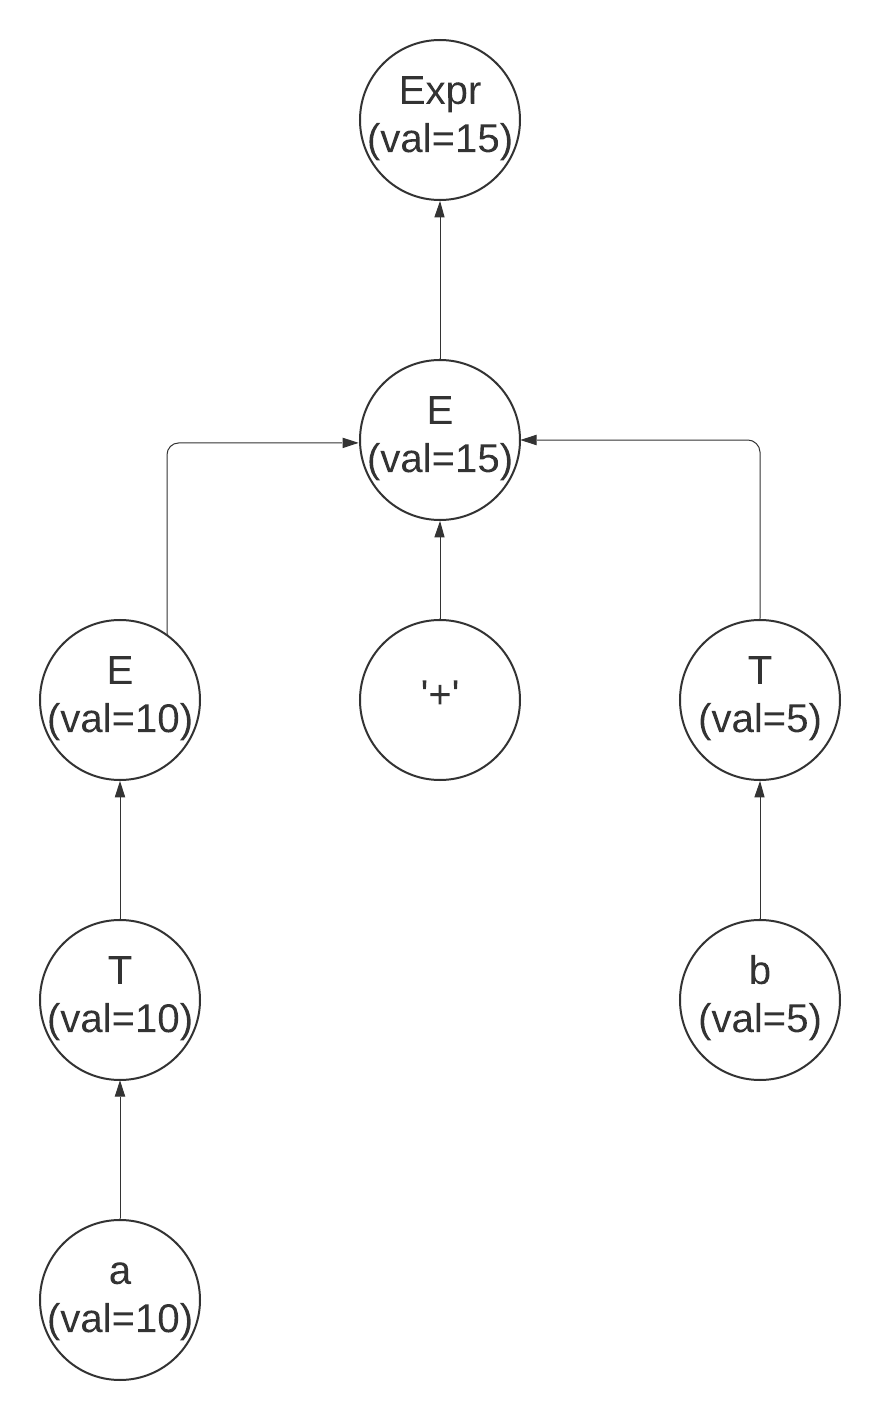 Expr
(val=15)
E
(val=15)
E
(val=10)
'+'
T
(val=5)
T
(val=10)
b
(val=5)
a
(val=10)